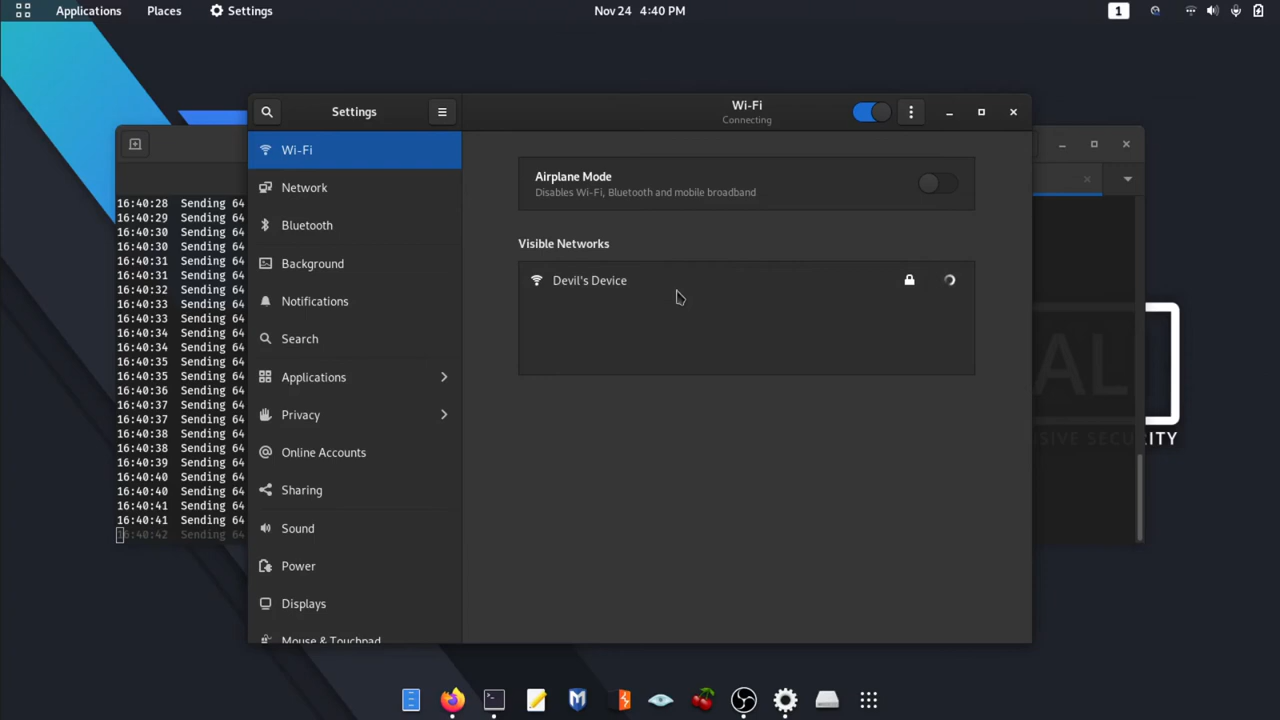 Applications Places Settings Nov 24 4:40 PM 1
Settings
Wi-Fi
Connecting
Wi-Fi
Network
Bluetooth
Background
Notifications
Search
Applications
Privacy
Online Accounts
Sharing
Sound
Power
Displays
Mouse & Touchpad
Airplane Mode
Disables Wi-Fi, Bluetooth and mobile broadband
Visible Networks
Devil's Device
16:40:28 Sending 64
16:40:29 Sending 64
16:40:30 Sending 64
16:40:30 Sending 64
16:40:31 Sending 64
16:40:31 Sending 64
16:40:32 Sending 64
16:40:33 Sending 64
16:40:33 Sending 64
16:40:34 Sending 64
16:40:34 Sending 64
16:40:35 Sending 64
16:40:35 Sending 64
16:40:36 Sending 64
16:40:37 Sending 64
16:40:37 Sending 64
16:40:38 Sending 64
16:40:38 Sending 64
16:40:39 Sending 64
16:40:40 Sending 64
16:40:40 Sending 64
16:40:41 Sending 64
16:40:41 Sending 64
16:40:42 Sending 64
AL
SIVE SECURITY